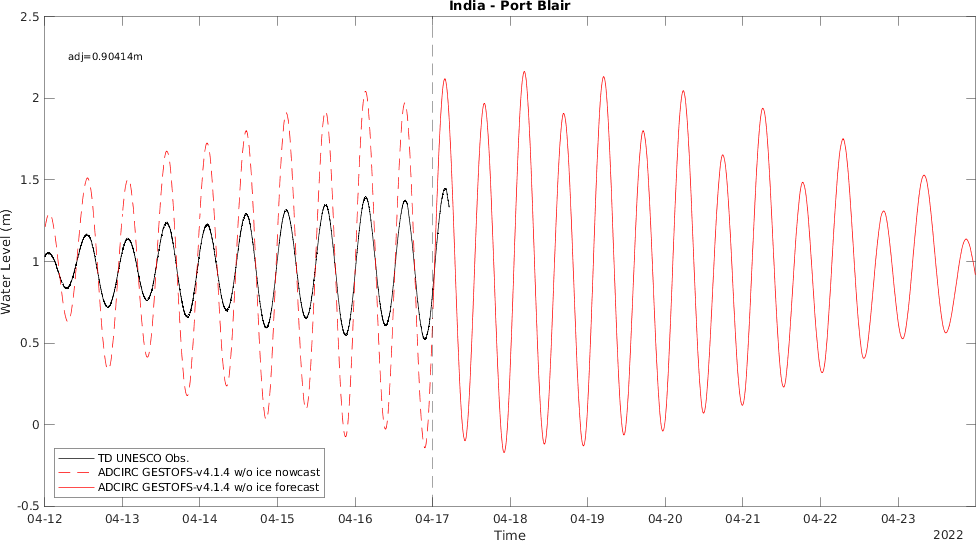 India - Port Blair
adj=0.90414m
2.5
2
1.5
1
0.5
0
-0.5
Water Level (m)
TD UNESCO Obs.
ADCIRC GESTOFS-v4.1.4 w/o ice nowcast
ADCIRC GESTOFS-v4.1.4 w/o ice forecast
04-12 04-13 04-14 04-15 04-16 04-17 04-18 04-19 04-20 04-21 04-22 04-23
Time
2022